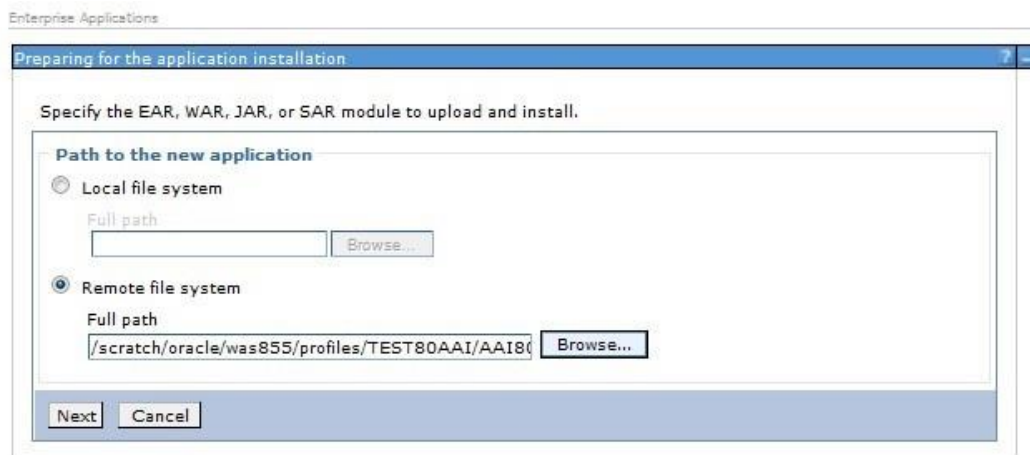 Enterprise Applications
Preparing for the application installation ? –
Specify the EAR, WAR, JAR, or SAR module to upload and install.
Path to the new application
Local file system
Full path
Browse...
Remote file system
Full path
/scratch/oracle/was855/profiles/TEST80AAI/AAI80 Browse...
Next Cancel